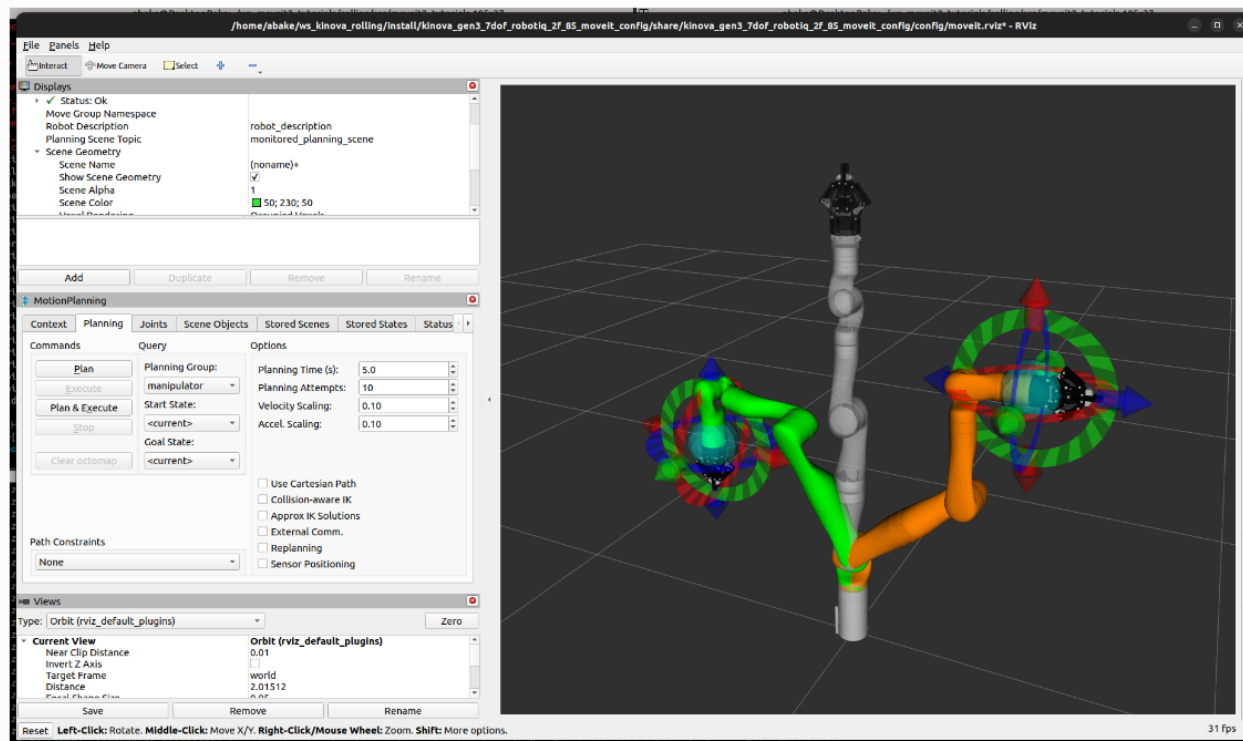 /home/abake/ws_kinova_rolling/install/kinova_gen3_7dof_robotiq_2f_85_moveit_config/share/kinova_gen3_7dof_robotiq_2f_85_moveit_config/config/moveit.rviz* - RViz
File Panels Help
Interact Move Camera Select
Displays
Status: Ok
Move Group Namespace
Robot Description robot_description
Planning Scene Topic monitored_planning_scene
Scene Geometry
Scene Name (noname)+
Show Scene Geometry
Scene Alpha 1
Scene Color 50; 230; 50
Add Duplicate Remove Rename
MotionPlanning
Context Planning Joints Scene Objects Stored Scenes Stored States Status
Commands Query Options
Plan Planning Group: Planning Time (s): 5.0
Execute manipulator Planning Attempts: 10
Plan & Execute Start State: Velocity Scaling: 0.10
Stop <current> Accel. Scaling: 0.10
Goal State:
Clear octomap <current>
Use Cartesian Path
Collision-aware IK
Approx IK Solutions
External Comm.
Path Constraints Replanning
None Sensor Positioning
Views
Type: Orbit (rviz_default_plugins) Zero
Current View Orbit (rviz_default_plugins)
Near Clip Distance 0.01
Invert Z Axis
Target Frame world
Distance 2.01512
Save Remove Rename
Reset Left-Click: Rotate. Middle-Click: Move X/Y. Right-Click/Mouse Wheel: Zoom. Shift: More options. 31 fps